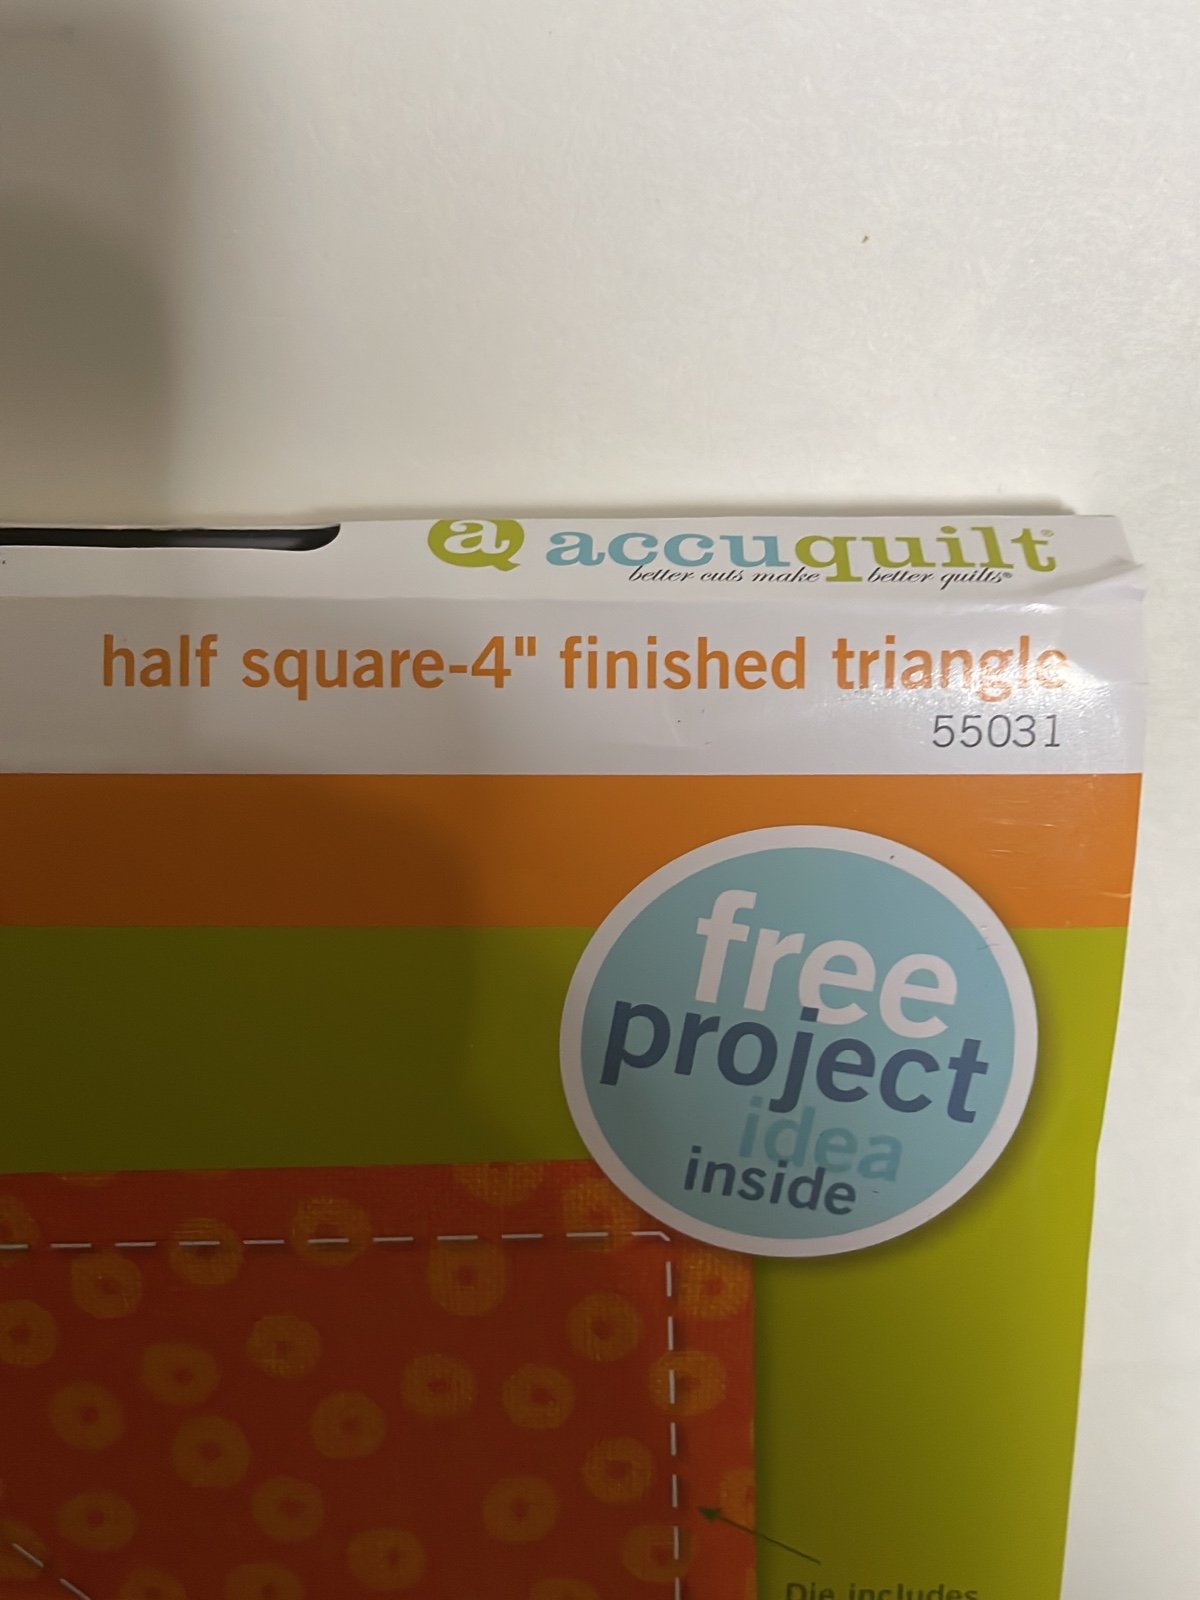 a accuquilt®
better cuts make better quilts®
half square-4" finished triangle
55031
free
project
idea
inside
Die includes